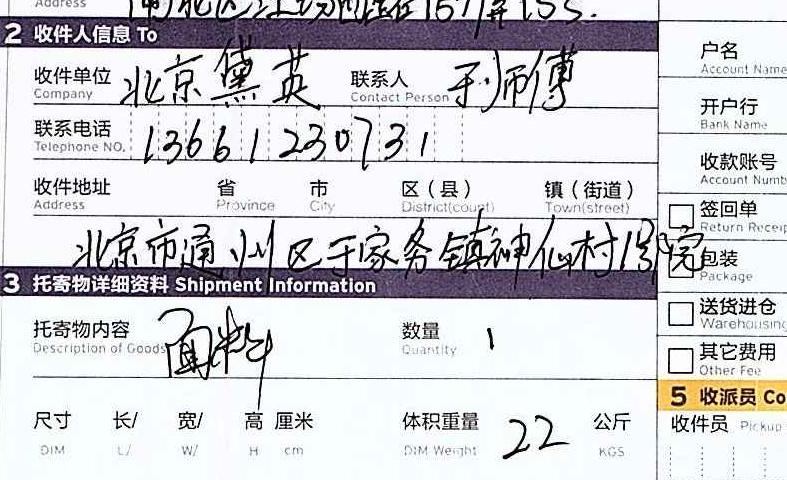 Address
2 收件人信息 To
收件单位 北京黛英 联系人 于师傅
Company Contact Person
户名
Account Name
联系电话 13661230731
Telephone NO.
开户行
Bank Name
收件地址 省 市 区（县） 镇（街道）
Address Province City District(count) Town(street)
收款账号
Account Numb
北京市通州区于家务镇神仙村1号院
签回单
Return Receip
包装
Package
3 托寄物详细资料 Shipment Information
托寄物内容 面料 数量 1
Description of Goods Quantity
送货进仓
Warehousing
其它费用
Other Fee
5 收派员 Co
尺寸 长/ 宽/ 高 厘米 体积重量 22 公斤
DIM L/ W/ H cm DIM Weight KGS
收件员 Pickup